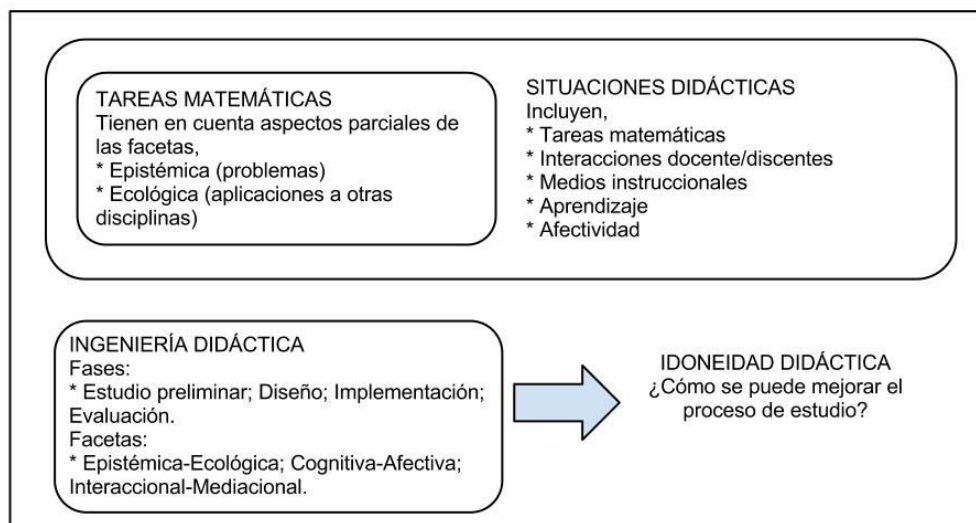 TAREAS MATEMÁTICAS
Tienen en cuenta aspectos parciales de
las facetas,
* Epistémica (problemas)
* Ecológica (aplicaciones a otras
disciplinas)
SITUACIONES DIDÁCTICAS
Incluyen,
* Tareas matemáticas
* Interacciones docente/discentes
* Medios instruccionales
* Aprendizaje
* Afectividad
INGENIERÍA DIDÁCTICA
Fases:
* Estudio preliminar; Diseño; Implementación;
Evaluación.
Facetas:
* Epistémica-Ecológica; Cognitiva-Afectiva;
Interaccional-Mediacional.
IDONEIDAD DIDÁCTICA
¿Cómo se puede mejorar el
proceso de estudio?